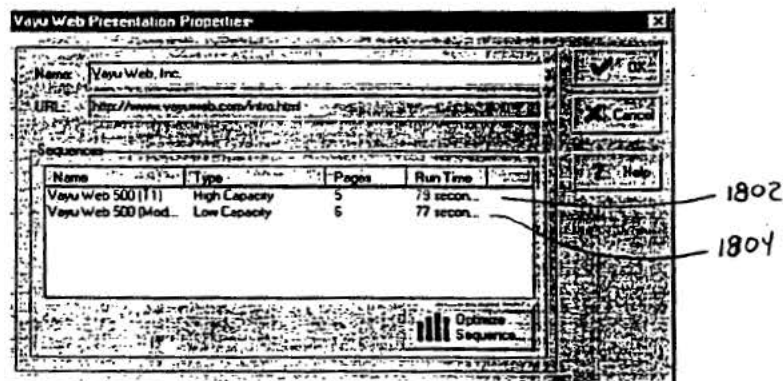 Vayu Web Presentation Properties
Name: Vayu Web, Inc.
OK
URL: http://www.vayuweb.com/intro.html
Cancel
Sequences
Help
Name Type Pages Run Time
Vayu Web 500 (T1) High Capacity 5 79 secon...
Vayu Web 500 (Mod... Low Capacity 6 77 secon...
1802
1804
Optimize
Sequence...